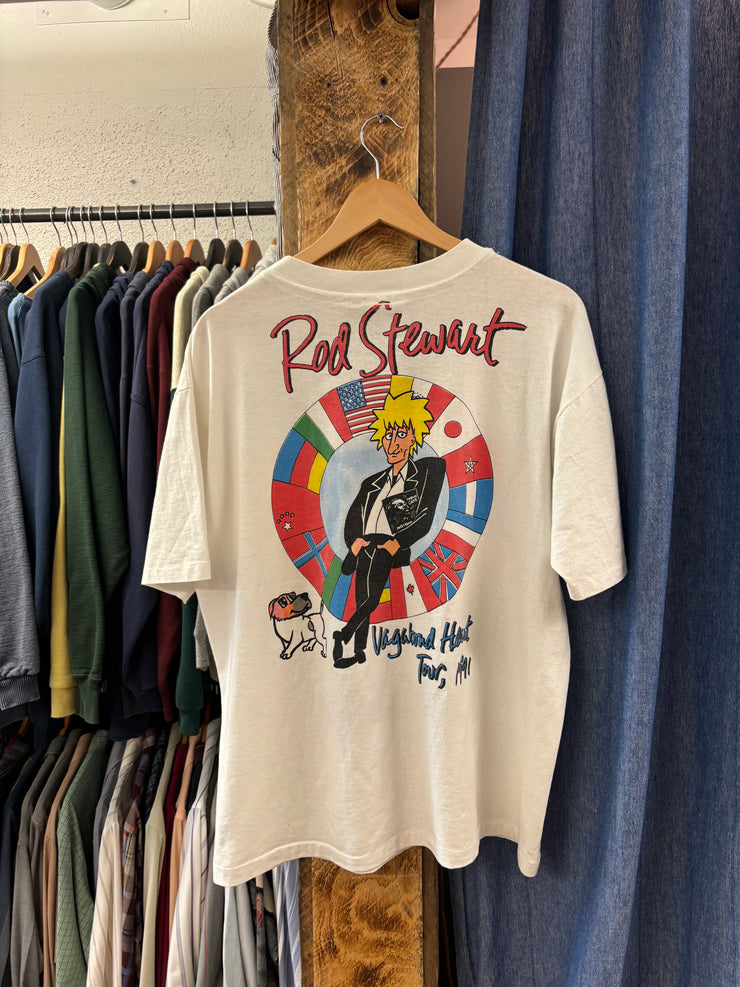 Rod Stewart
Vagabond Heart
Tour, 1991